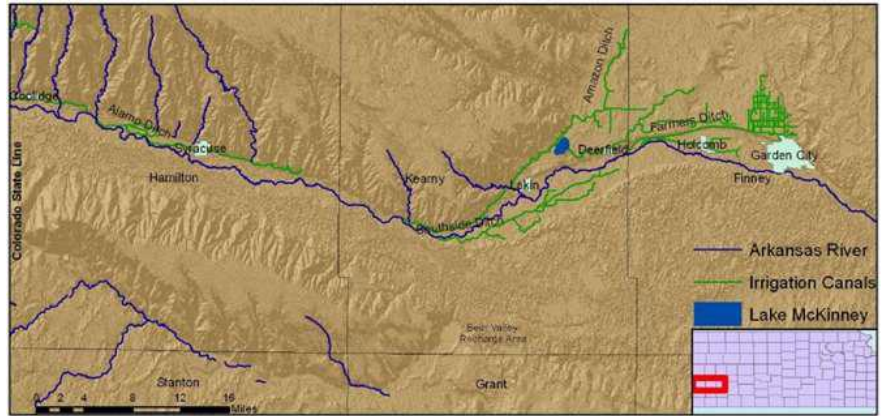 Coolidge
Alamo Ditch
Syracuse
Hamilton
Colorado State Line
Kearny
Lakin
Southside Ditch
Amazon Ditch
Deerfield
Farmers Ditch
Holcomb
Garden City
Finney
Arkansas River
Irrigation Canals
Lake McKinney
Bear Valley
Recharge Area
Stanton
Grant
0 2 4 8 12 16
Miles